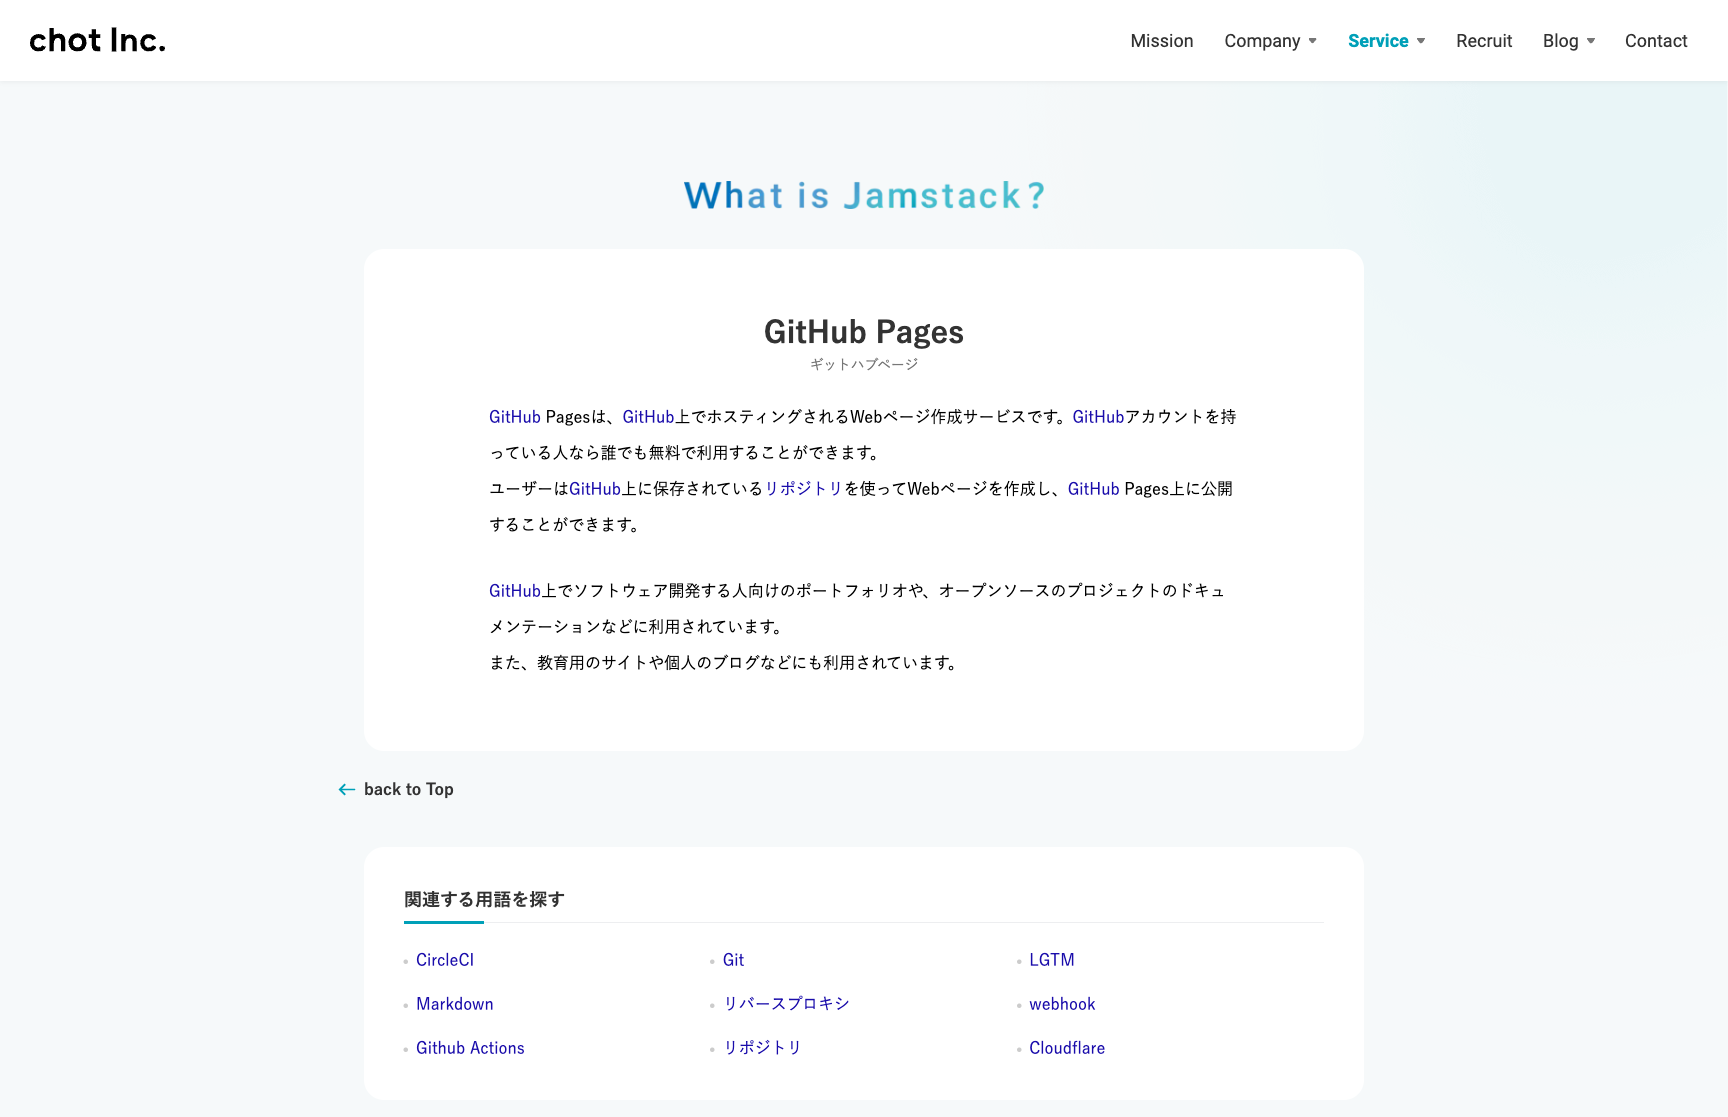 chot Inc.
Mission Company Service Recruit Blog Contact
What is Jamstack?
GitHub Pages
ギットハブページ
GitHub Pagesは、GitHub上でホスティングされるWebページ作成サービスです。GitHubアカウントを持
っている人なら誰でも無料で利用することができます。
ユーザーはGitHub上に保存されているリポジトリを使ってWebページを作成し、GitHub Pages上に公開
することができます。
GitHub上でソフトウェア開発する人向けのポートフォリオや、オープンソースのプロジェクトのドキュ
メンテーションなどに利用されています。
また、教育用のサイトや個人のブログなどにも利用されています。
back to Top
関連する用語を探す
CircleCI Git LGTM
Markdown リバースプロキシ webhook
Github Actions リポジトリ Cloudflare